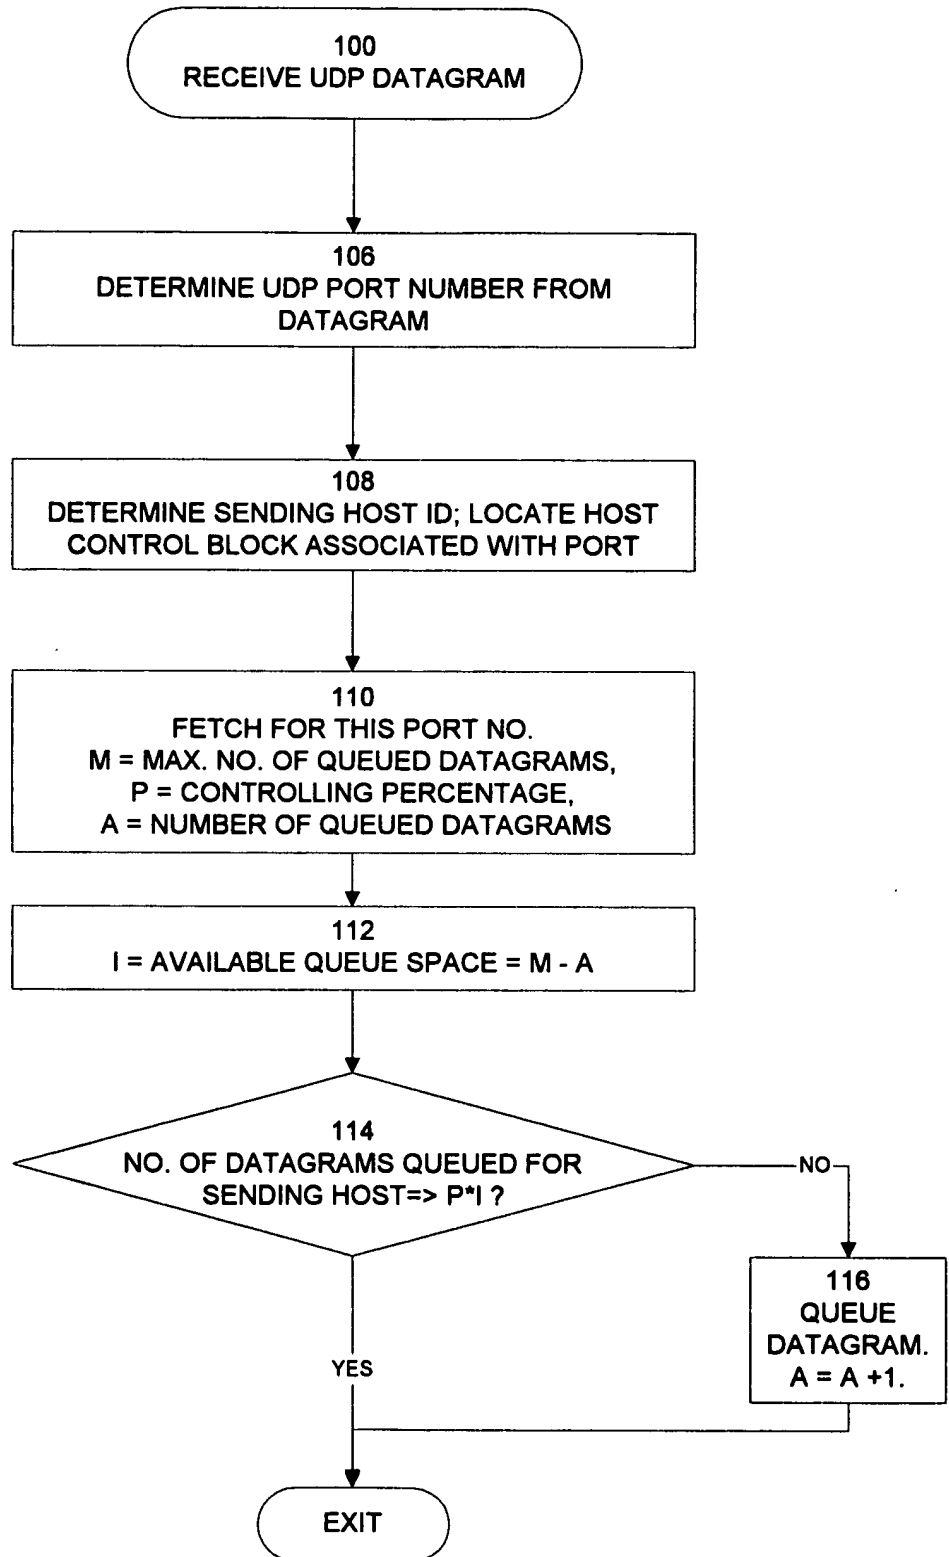 100
RECEIVE UDP DATAGRAM
106
DETERMINE UDP PORT NUMBER FROM
DATAGRAM
108
DETERMINE SENDING HOST ID; LOCATE HOST
CONTROL BLOCK ASSOCIATED WITH PORT
110
FETCH FOR THIS PORT NO.
M = MAX. NO. OF QUEUED DATAGRAMS,
P = CONTROLLING PERCENTAGE,
A = NUMBER OF QUEUED DATAGRAMS
112
I = AVAILABLE QUEUE SPACE = M - A
114
NO. OF DATAGRAMS QUEUED FOR
SENDING HOST=> P*I ?
NO
116
QUEUE
DATAGRAM.
A = A +1.
YES
EXIT